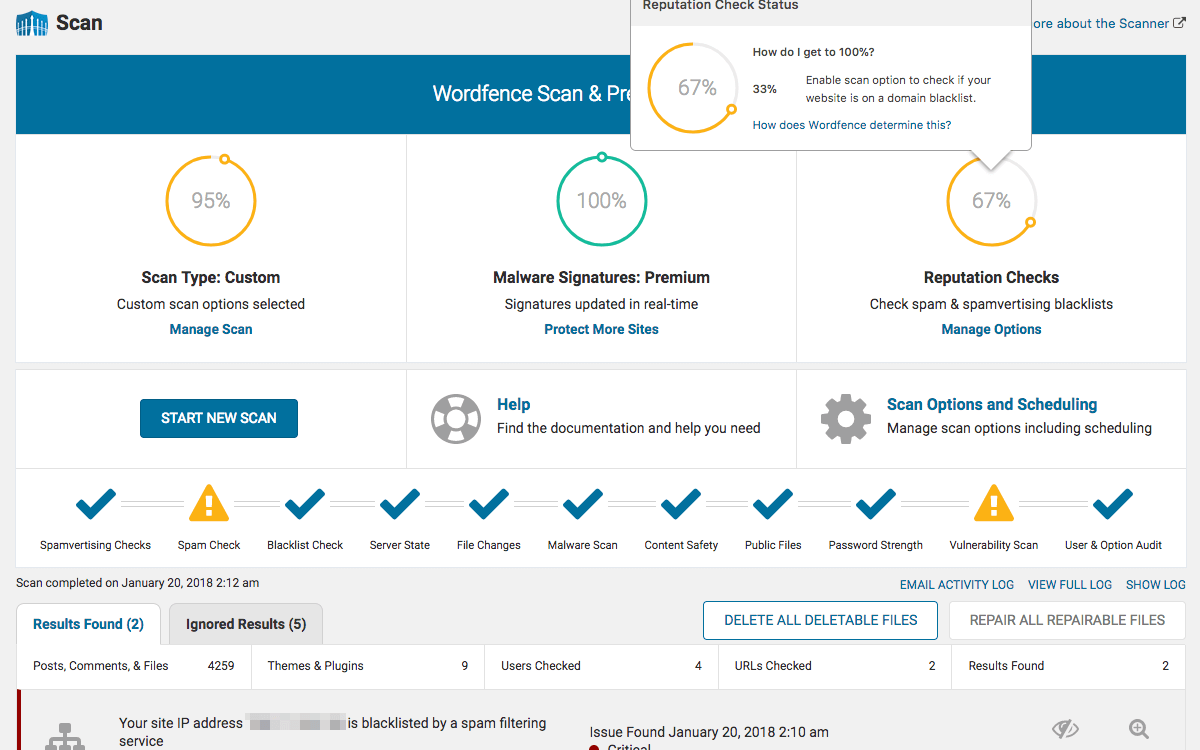 Scan
Reputation Check Status
ore about the Scanner
67%
How do I get to 100%?
33%
Enable scan option to check if your
website is on a domain blacklist.
How does Wordfence determine this?
Wordfence Scan & Pre
95%
Scan Type: Custom
Custom scan options selected
Manage Scan
100%
Malware Signatures: Premium
Signatures updated in real-time
Protect More Sites
67%
Reputation Checks
Check spam & spamvertising blacklists
Manage Options
START NEW SCAN
Help
Find the documentation and help you need
Scan Options and Scheduling
Manage scan options including scheduling
Spamvertising Checks
Spam Check
Blacklist Check
Server State
File Changes
Malware Scan
Content Safety
Public Files
Password Strength
Vulnerability Scan
User & Option Audit
Scan completed on January 20, 2018 2:12 am
EMAIL ACTIVITY LOG
VIEW FULL LOG
SHOW LOG
Results Found (2)
Ignored Results (5)
DELETE ALL DELETABLE FILES
REPAIR ALL REPAIRABLE FILES
Posts, Comments, & Files 4259
Themes & Plugins 9
Users Checked 4
URLs Checked 2
Results Found 2
Your site IP address is blacklisted by a spam filtering
service
Issue Found January 20, 2018 2:10 am
Critical